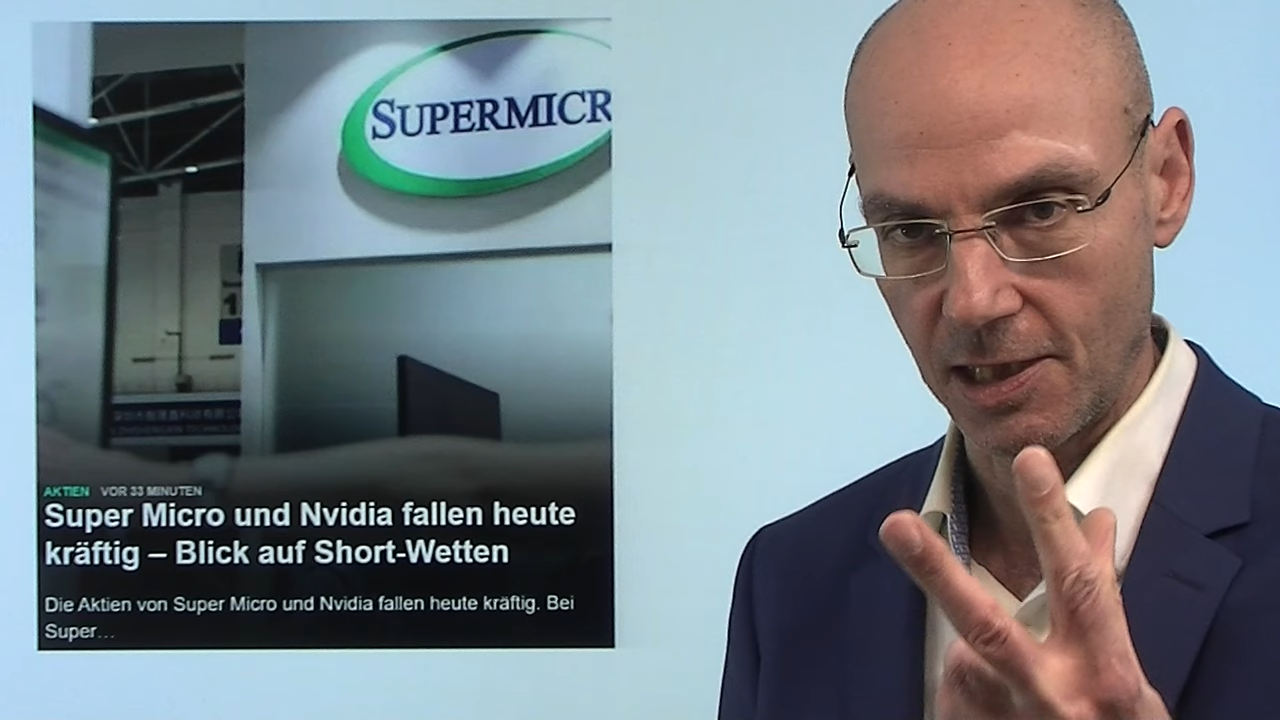 SUPERMICR
AKTIEN VOR 33 MINUTEN
Super Micro und Nvidia fallen heute
kräftig – Blick auf Short-Wetten
Die Aktien von Super Micro und Nvidia fallen heute kräftig. Bei
Super...